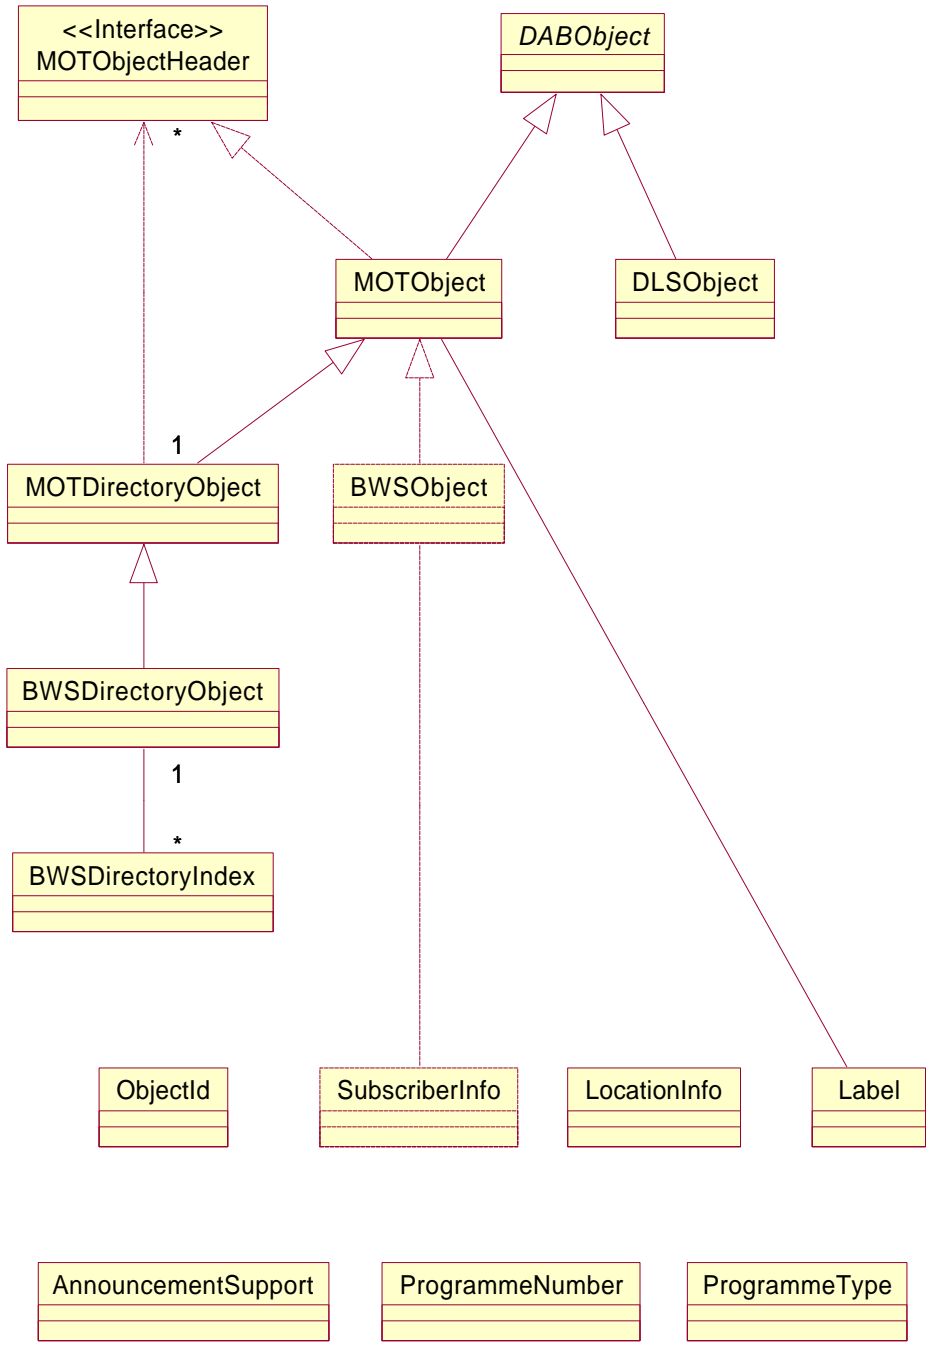 <<Interface>>
MOTObjectHeader
DABObject
*
MOTObject
DLSObject
1
MOTDirectoryObject
BWSObject
BWSDirectoryObject
1
*
BWSDirectoryIndex
ObjectId
SubscriberInfo
LocationInfo
Label
AnnouncementSupport
ProgrammeNumber
ProgrammeType